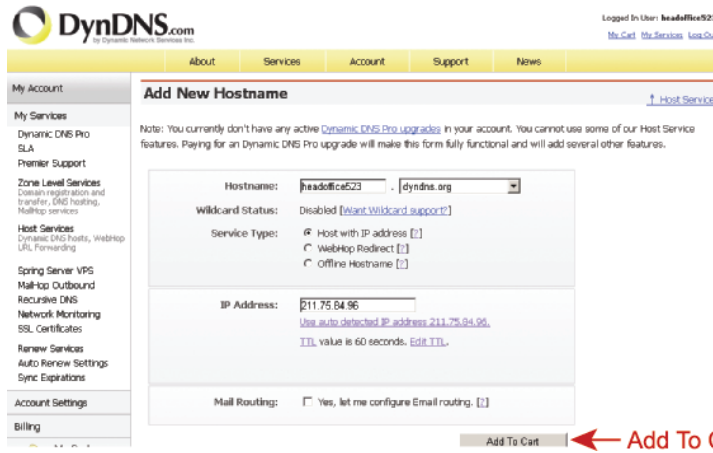 DynDNS.com
by Dynamic Network Services Inc.
Logged In User: headoffice523
My Cart My Services Log Ou
About Services Account Support News
My Account
My Services
Dynamic DNS Pro
SLA
Premier Support
Zone Level Services
Domain registration and
transfer, DNS hosting,
MailHop services
Host Services
Dynamic DNS hosts, WebHop
URL Forwarding
Spring Server VPS
MailHop Outbound
Recursive DNS
Network Monitoring
SSL Certificates
Renew Services
Auto Renew Settings
Sync Expirations
Account Settings
Billing
Add New Hostname
↑ Host Service
Note: You currently don't have any active Dynamic DNS Pro upgrades in your account. You cannot use some of our Host Service
features. Paying for an Dynamic DNS Pro upgrade will make this form fully functional and will add several other features.
Hostname: headoffice523 . dyndns.org
Wildcard Status: Disabled [Want Wildcard support?]
Service Type: Host with IP address [?]
WebHop Redirect [?]
Offline Hostname [?]
IP Address: 211.75.84.96
Use auto detected IP address 211.75.84.96.
TTL value is 60 seconds. Edit TTL.
Mail Routing: Yes, let me configure Email routing. [?]
Add To Cart
Add To C